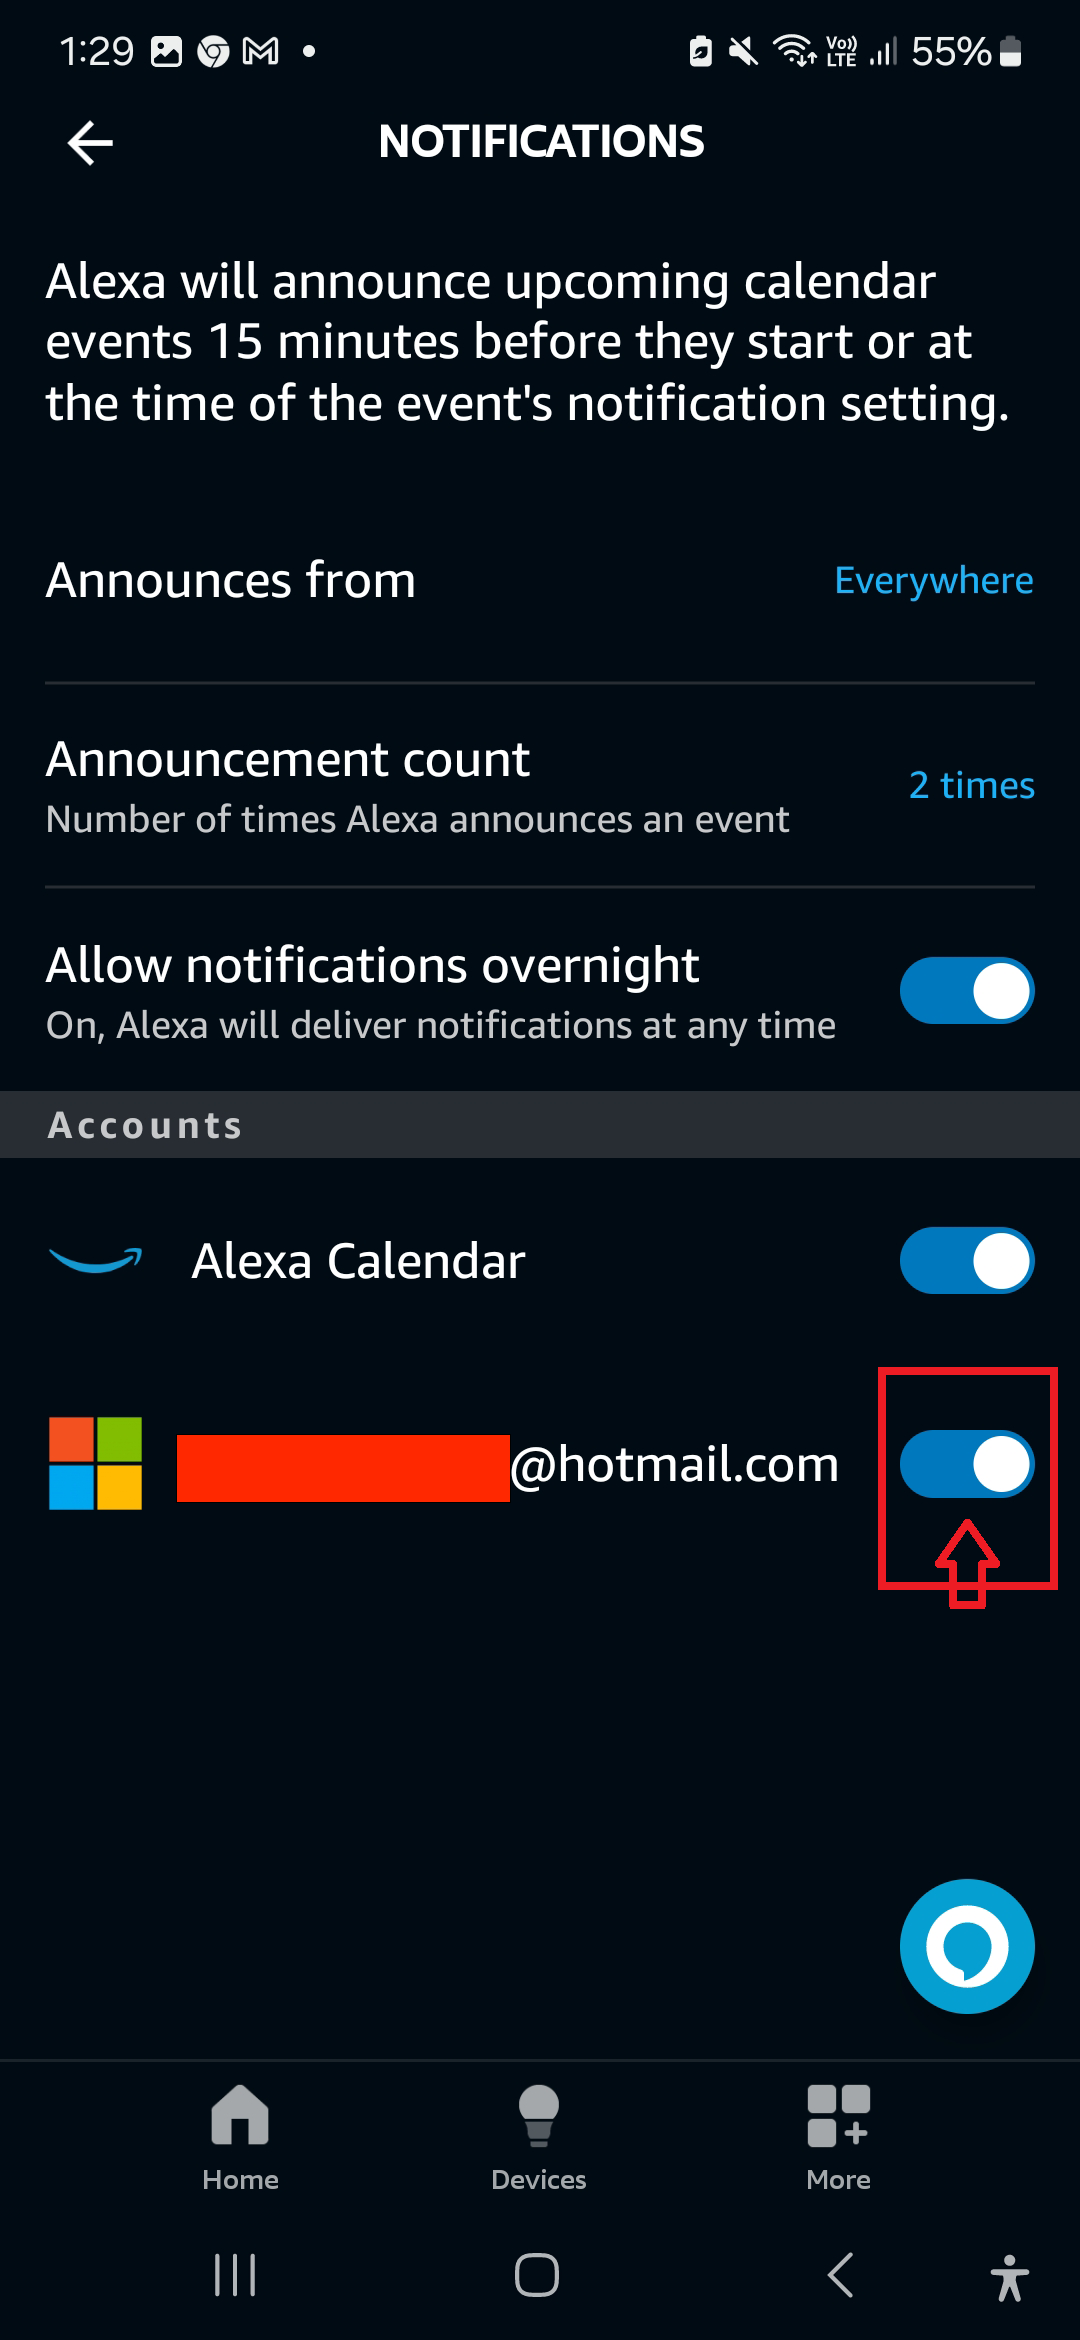 1:29
Vo)) LTE 55%
NOTIFICATIONS
Alexa will announce upcoming calendar
events 15 minutes before they start or at
the time of the event's notification setting.
Announces from Everywhere
Announcement count
2 times
Number of times Alexa announces an event
Allow notifications overnight
On, Alexa will deliver notifications at any time
Accounts
Alexa Calendar
@hotmail.com
Home Devices More